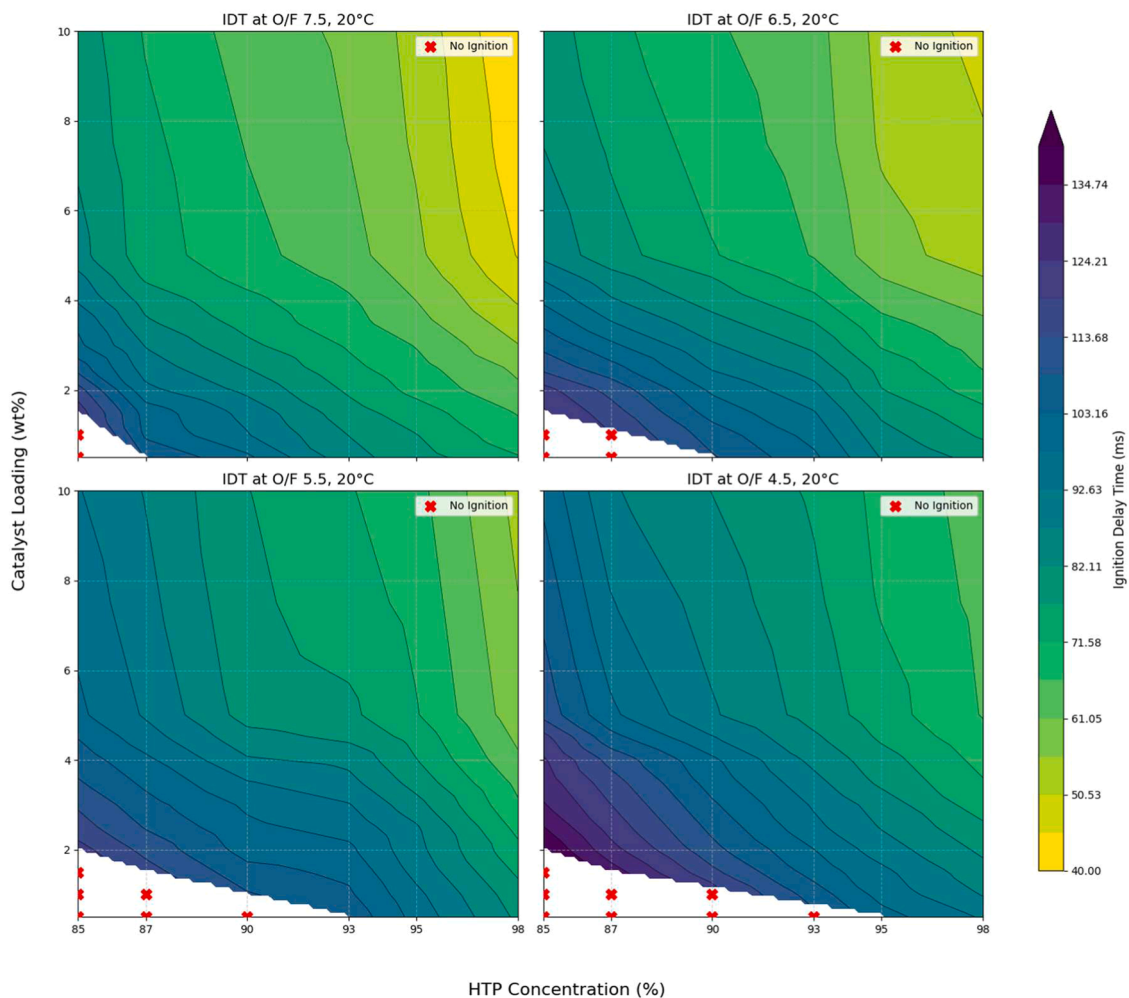 IDT at O/F 7.5, 20°C
IDT at O/F 6.5, 20°C
10
8
6
4
2
No Ignition
No Ignition
IDT at O/F 5.5, 20°C
IDT at O/F 4.5, 20°C
10
8
6
4
2
No Ignition
No Ignition
85 87 90 93 95 98
85 87 90 93 95 98
Catalyst Loading (wt%)
HTP Concentration (%)
134.74
124.21
113.68
103.16
92.63
82.11
71.58
61.05
50.53
40.00
Ignition Delay Time (ms)